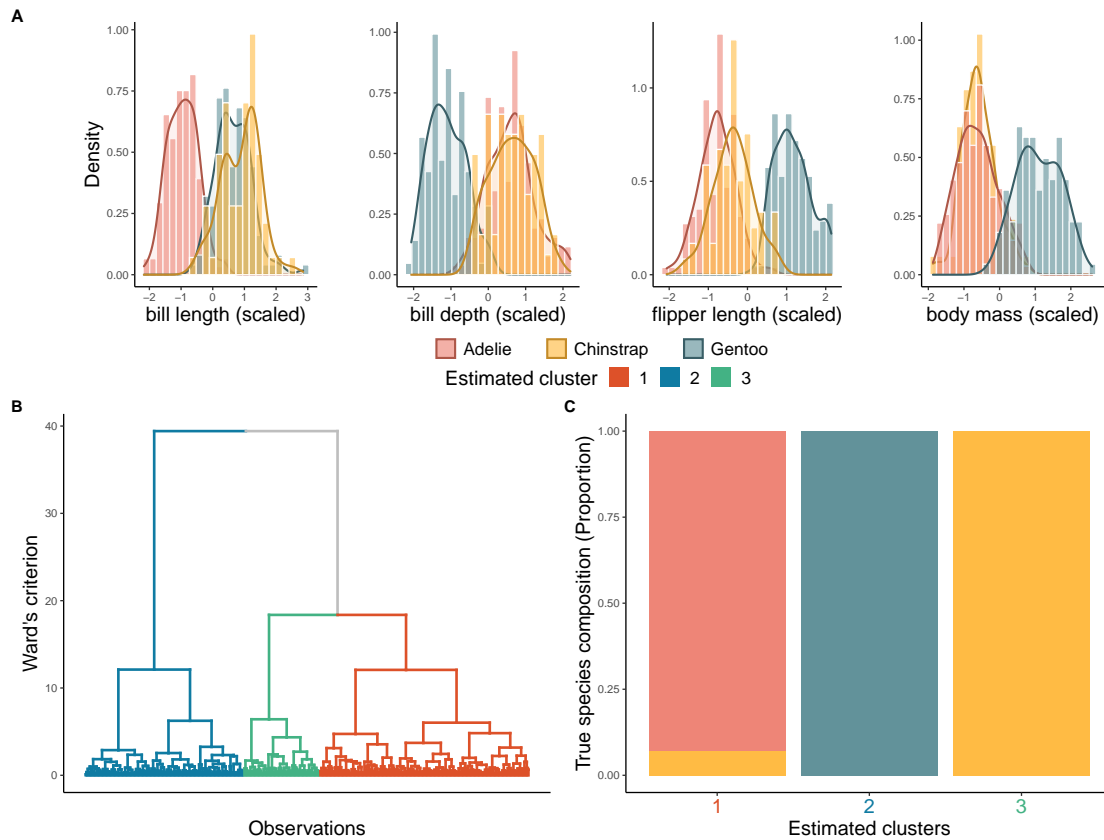 A
Density
1.00
0.75
0.50
0.25
0.00
−2 −1 0 1 2 3
bill length (scaled)
1.00
0.75
0.50
0.25
0.00
−2 −1 0 1 2
bill depth (scaled)
1.2
0.8
0.4
0.0
−2 −1 0 1 2
flipper length (scaled)
1.00
0.75
0.50
0.25
0.00
−2 −1 0 1 2
body mass (scaled)
Adelie Chinstrap Gentoo
Estimated cluster 1 2 3
B
Ward's criterion
40
30
20
10
0
Observations
C
True species composition (Proportion)
1.00
0.75
0.50
0.25
0.00
1 2 3
Estimated clusters